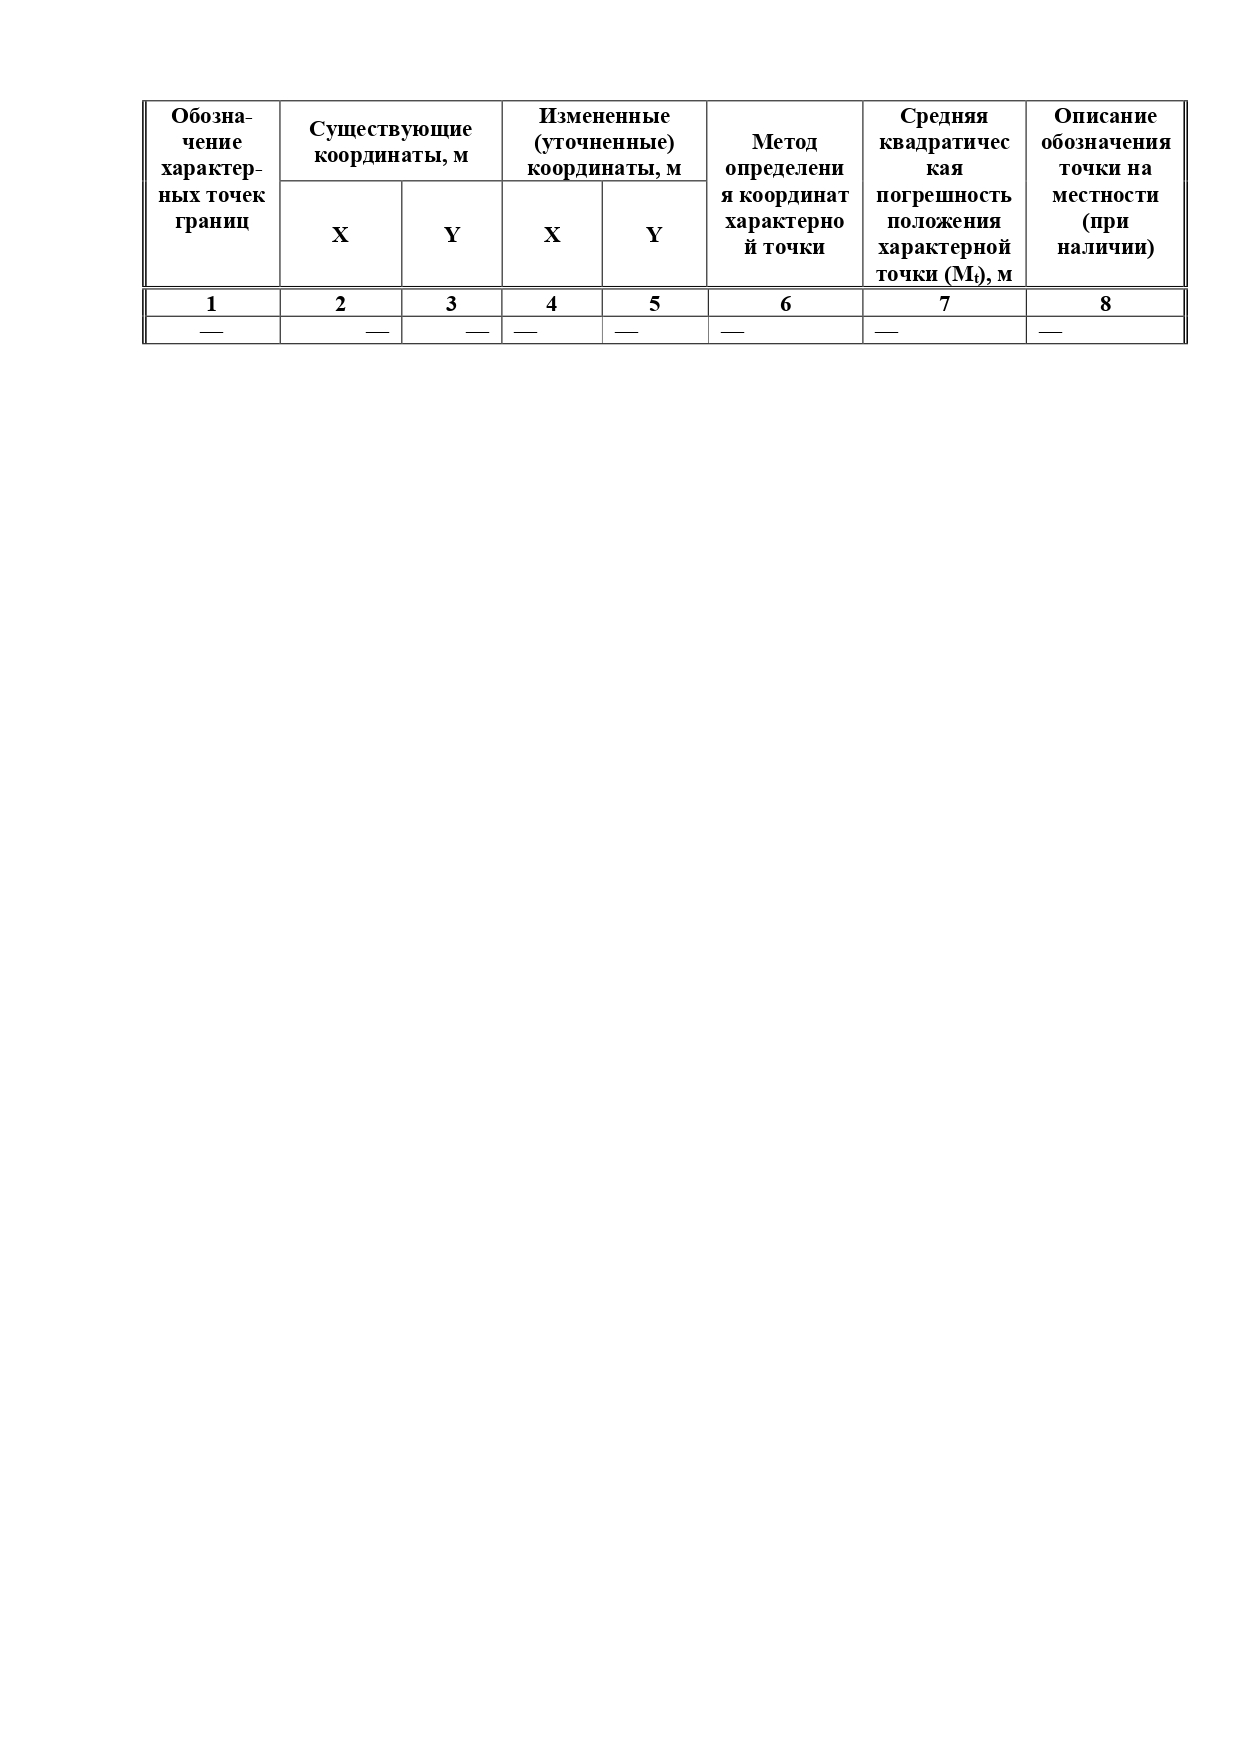 Обозна-
чение
характер-
ных точек
границ
Существующие
координаты, м
Измененные
(уточненные)
координаты, м
Метод
определени
я координат
характерно
й точки
Средняя
квадратичес
кая
погрешность
положения
характерной
точки (Mt), м
Описание
обозначения
точки на
местности
(при
наличии)
X
Y
X
Y
1 2 3 4 5 6 7 8
— — — — — — — —